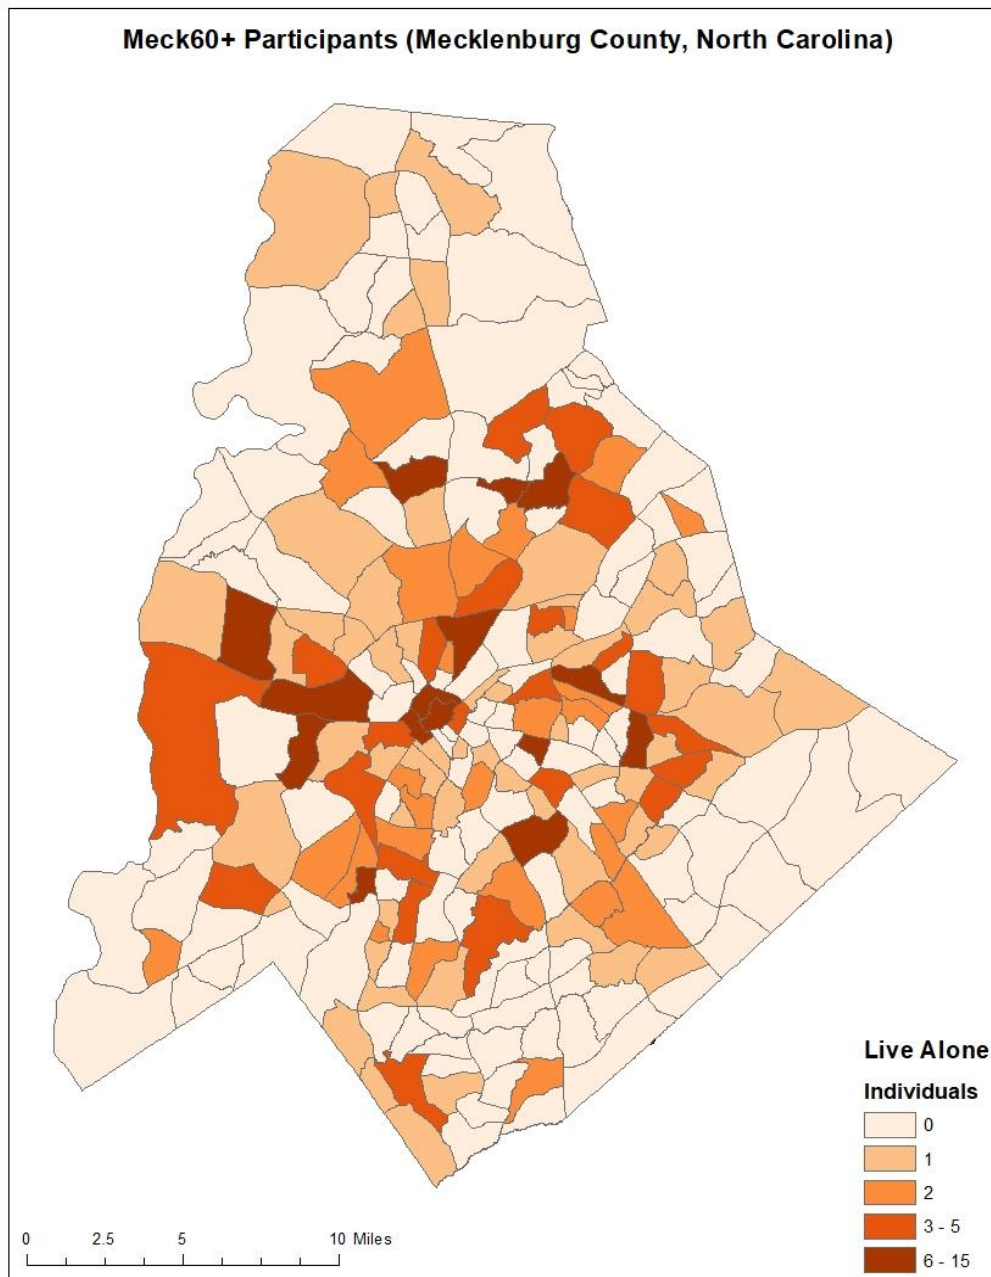 Meck60+ Participants (Mecklenburg County, North Carolina)
Live Alone
Individuals
0
1
2
3 - 5
6 - 15
0 2.5 5 10 Miles